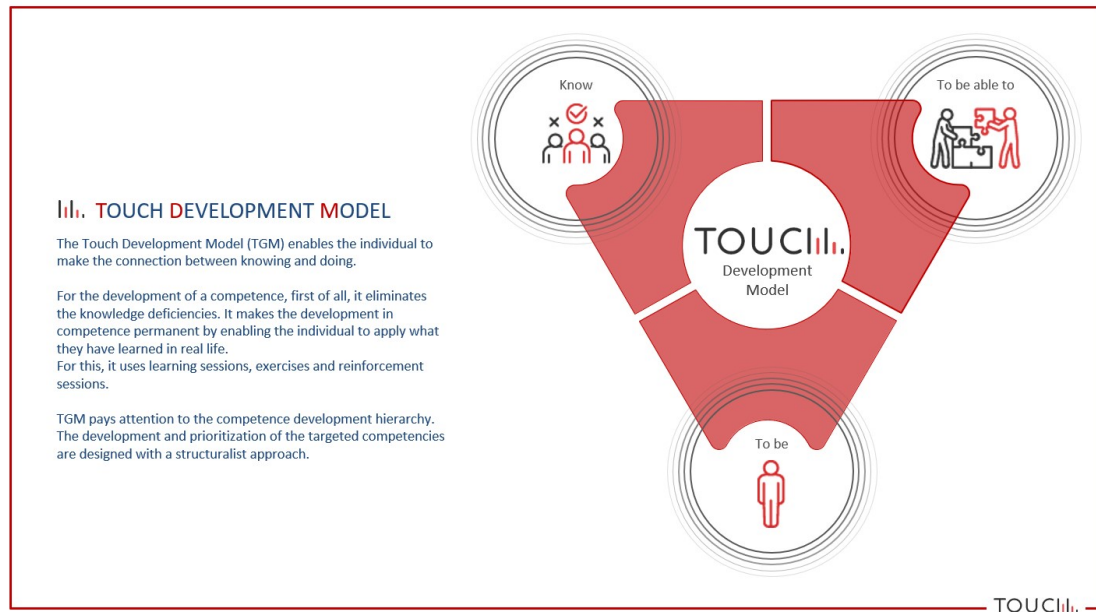 TOUCH DEVELOPMENT MODEL
The Touch Development Model (TGM) enables the individual to
make the connection between knowing and doing.
For the development of a competence, first of all, it eliminates
the knowledge deficiencies. It makes the development in
competence permanent by enabling the individual to apply what
they have learned in real life.
For this, it uses learning sessions, exercises and reinforcement
sessions.
TGM pays attention to the competence development hierarchy.
The development and prioritization of the targeted competencies
are designed with a structuralist approach.
Know
To be able to
TOUCH
Development
Model
To be
TOUCH